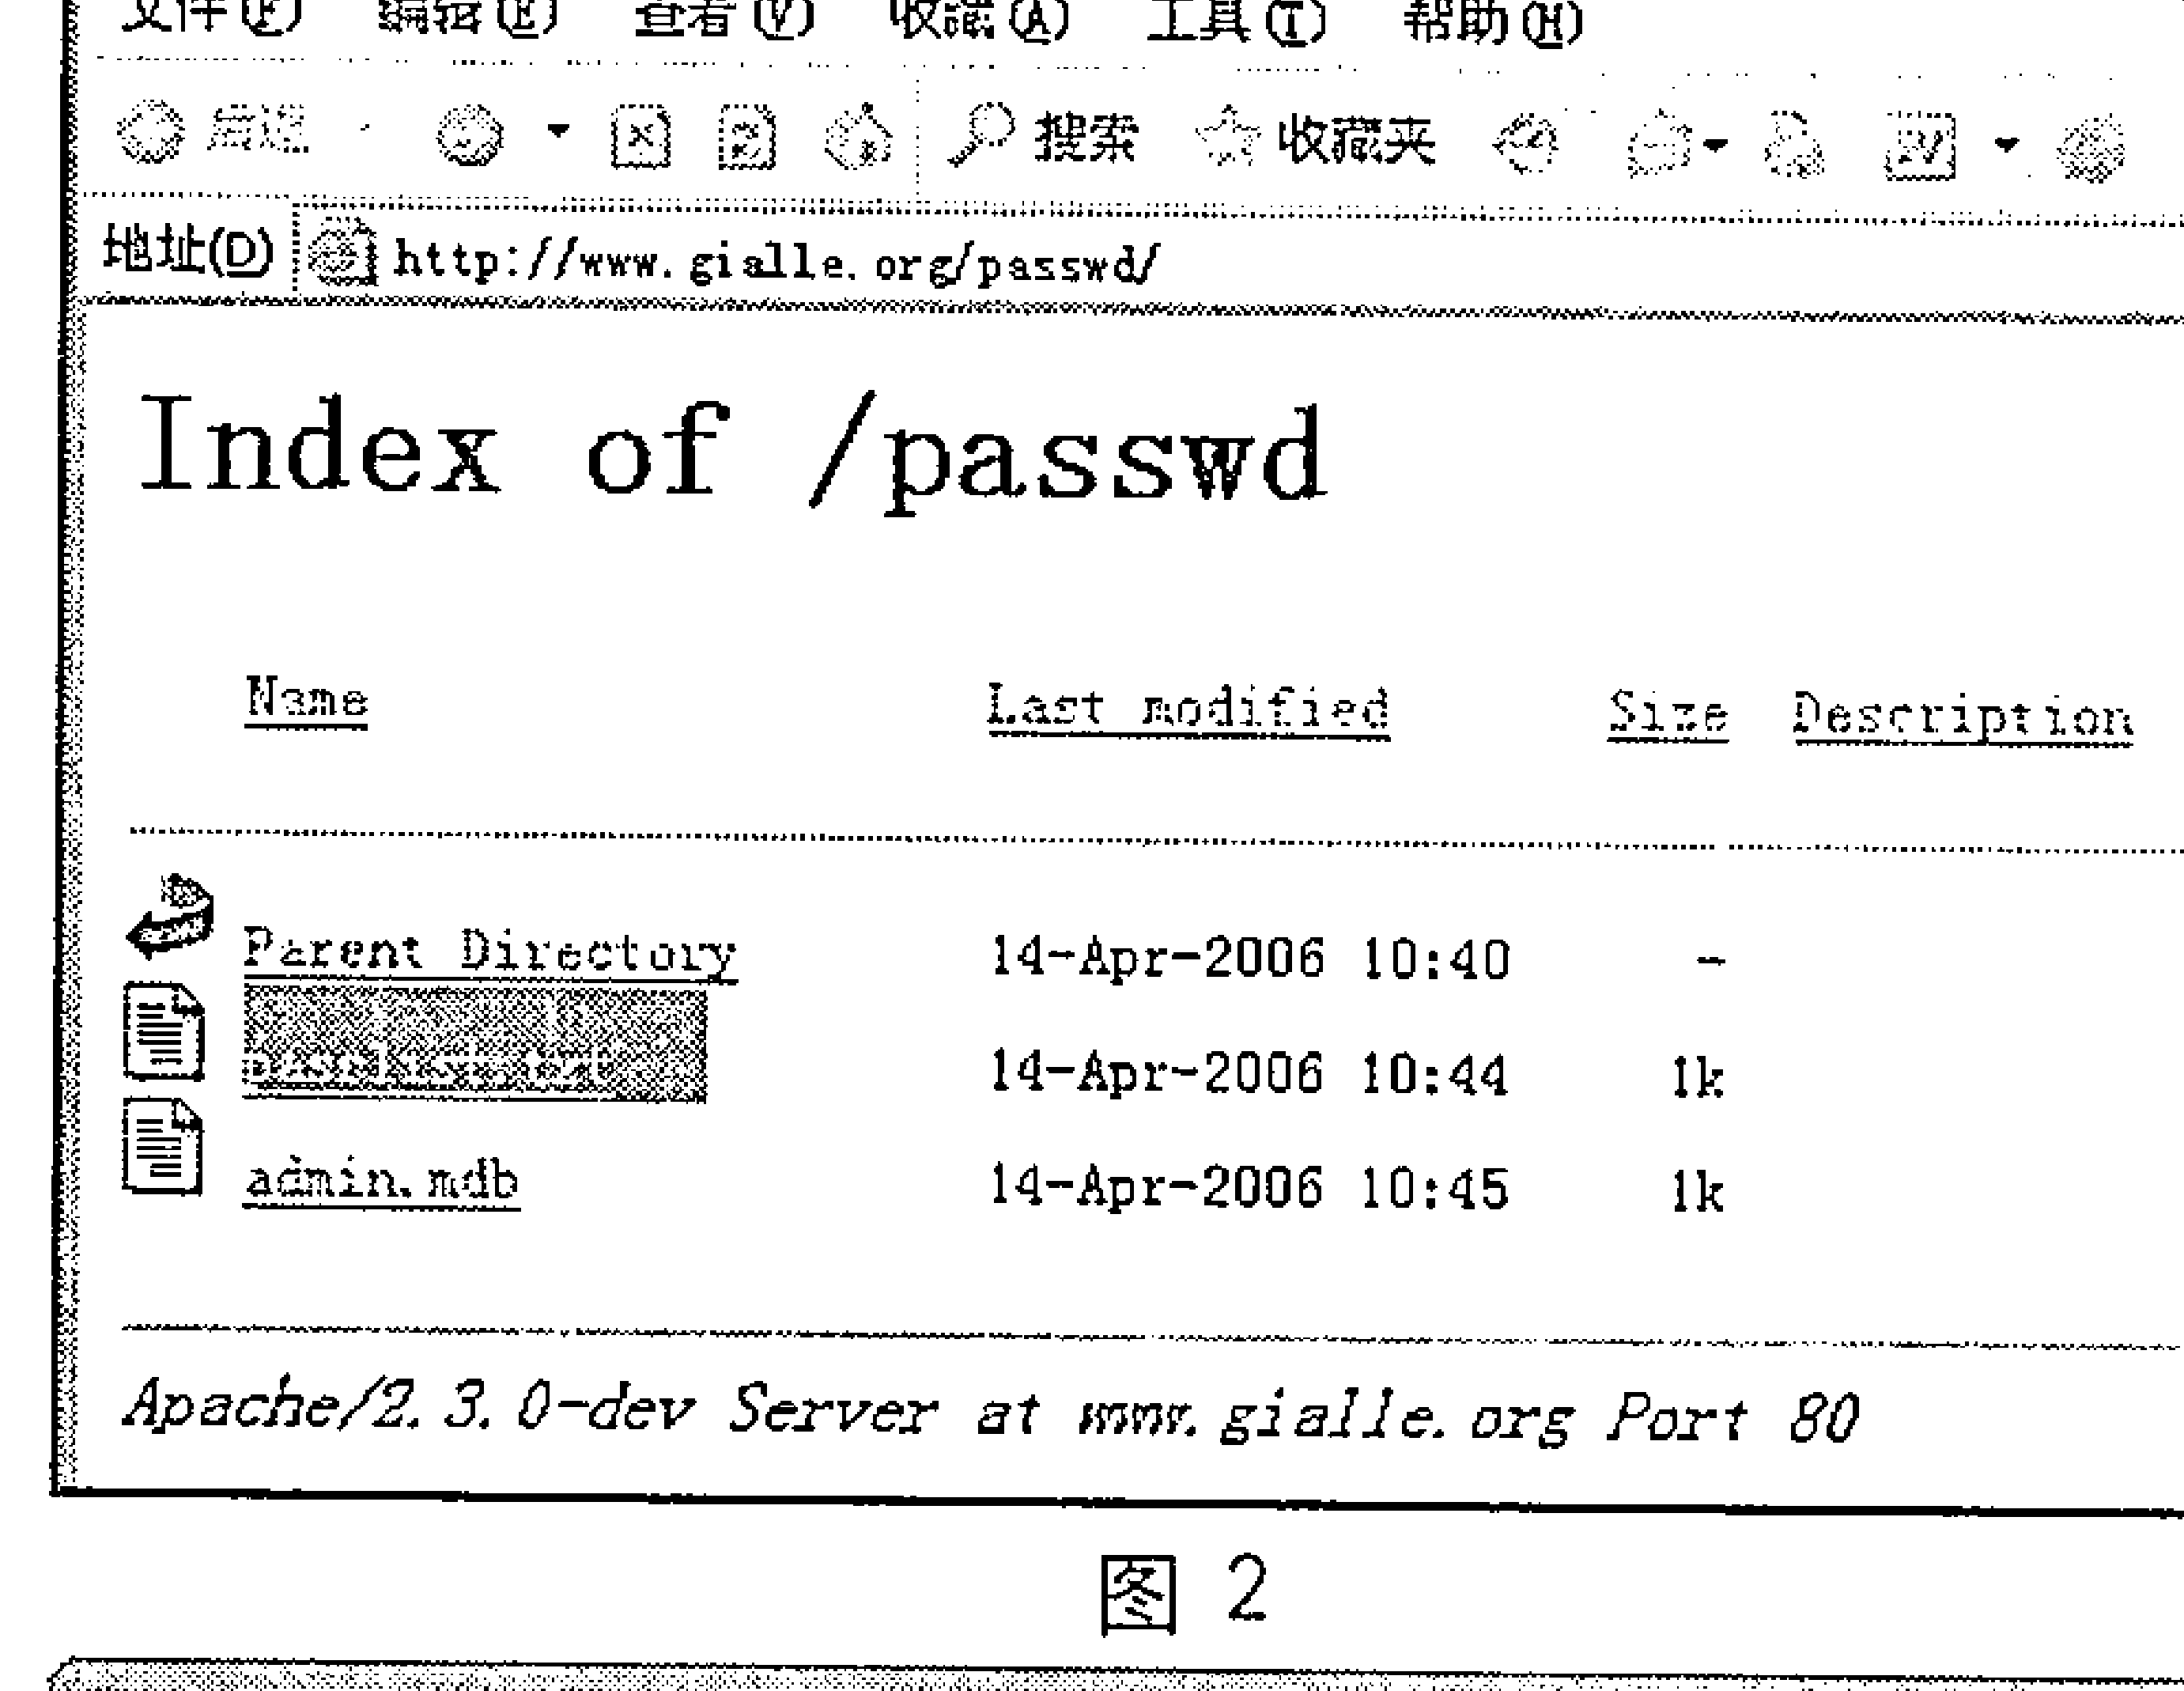 文件(F) 编辑(E) 查看(V) 收藏(A) 工具(T) 帮助(H)
后退 搜索 收藏夹
地址(D) http://www.gialle.org/passwd/
Index of /passwd
Name Last modified Size Description
Parent Directory 14-Apr-2006 10:40 -
14-Apr-2006 10:44 1k
admin.mdb 14-Apr-2006 10:45 1k
Apache/2.3.0-dev Server at www.gialle.org Port 80
图 2